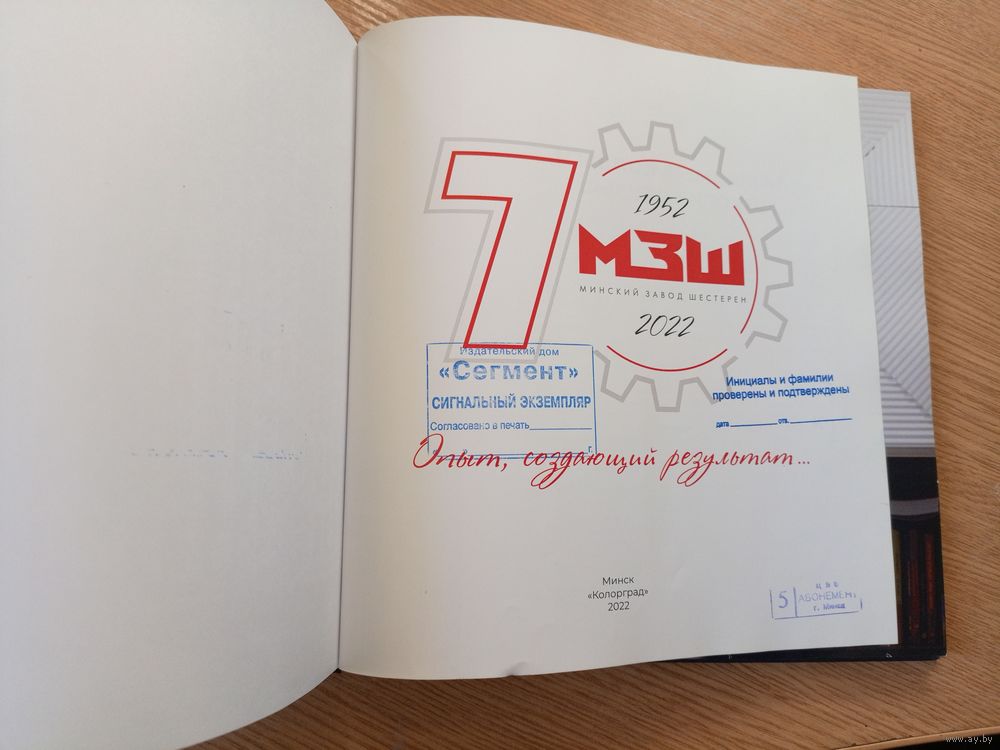 7
1952
МЗШ
МИНСКИЙ ЗАВОД ШЕСТЕРЕН
2022
Издательский дом
«Сегмент»
СИГНАЛЬНЫЙ ЭКЗЕМПЛЯР
Согласовано в печать
г.
Инициалы и фамилии
проверены и подтверждены
дата отв.
Опыт, создающий результат...
Минск
«Колорград»
2022
5
АБОНЕМЕНТ
г. Минск
www.ay.by